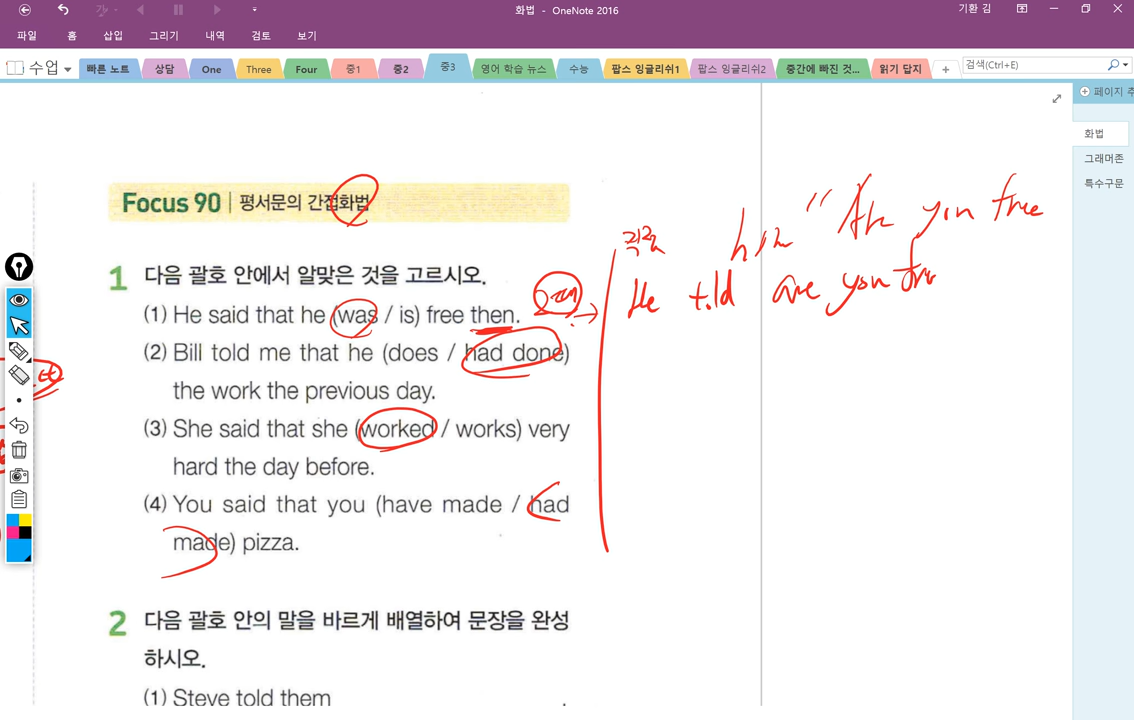 화법 - OneNote 2016
기환 김
파일 홈 삽입 그리기 내역 검토 보기
수업 빠른 노트 상담 One Three Four 중1 중2 중3 영어 학습 뉴스 수능 팝스 잉글리쉬1 팝스 잉글리쉬2 중간에 빠진 것... 읽기 답지 + 검색(Ctrl+E)
페이지 추
화법
그래머존
특수구문
Focus 90 | 평서문의 간접화법
1 다음 괄호 안에서 알맞은 것을 고르시오.
(1) He said that he (was / is) free then.
(2) Bill told me that he (does / had done)
the work the previous day.
(3) She said that she (worked / works) very
hard the day before.
(4) You said that you (have made / had
made) pizza.
2 다음 괄호 안의 말을 바르게 배열하여 문장을 완성
하시오.
(1) Steve told them .
" Are you free
He told are you free